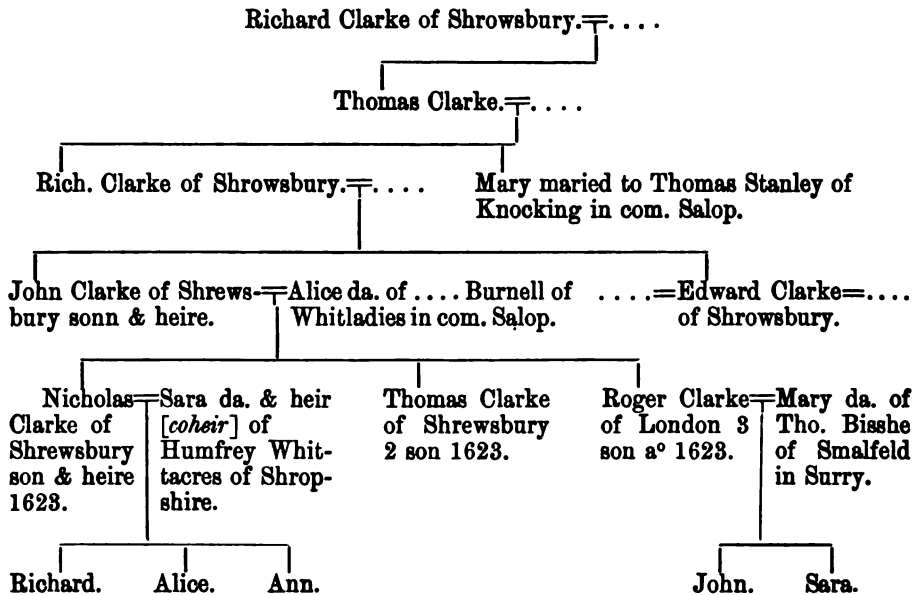 Richard Clarke of Shrowsbury.=....
Thomas Clarke.=....
Rich. Clarke of Shrowsbury.=....
Mary maried to Thomas Stanley of
Knocking in com. Salop.
John Clarke of Shrews-
bury sonn & heire.
=Alice da. of .... Burnell of
Whitladies in com. Salop.
....=Edward Clarke=....
of Shrowsbury.
Nicholas=
Clarke of
Shrewsbury
son & heire
1623.
Sara da. & heir
[coheir] of
Humfrey Whit-
tacres of Shrop-
shire.
Thomas Clarke
of Shrewsbury
2 son 1623.
Roger Clarke=
of London 3
son aº 1623.
Mary da. of
Tho. Bisshe
of Smalfeld
in Surry.
Richard.
Alice.
Ann.
John.
Sara.